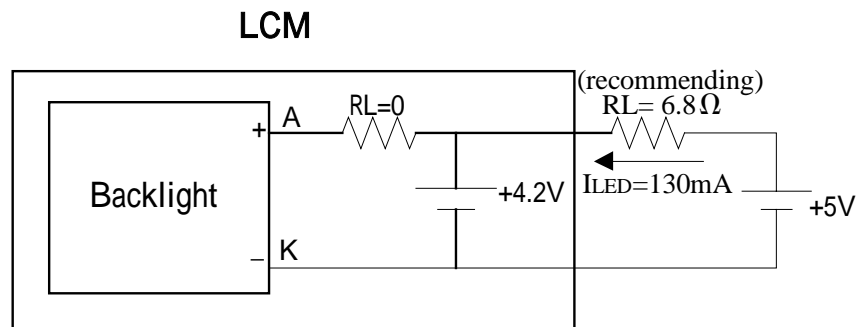 LCM
(recommending)
RL=0
RL= 6.8Ω
A
+
Backlight
+4.2V
ILED=130mA
+5V
–
K